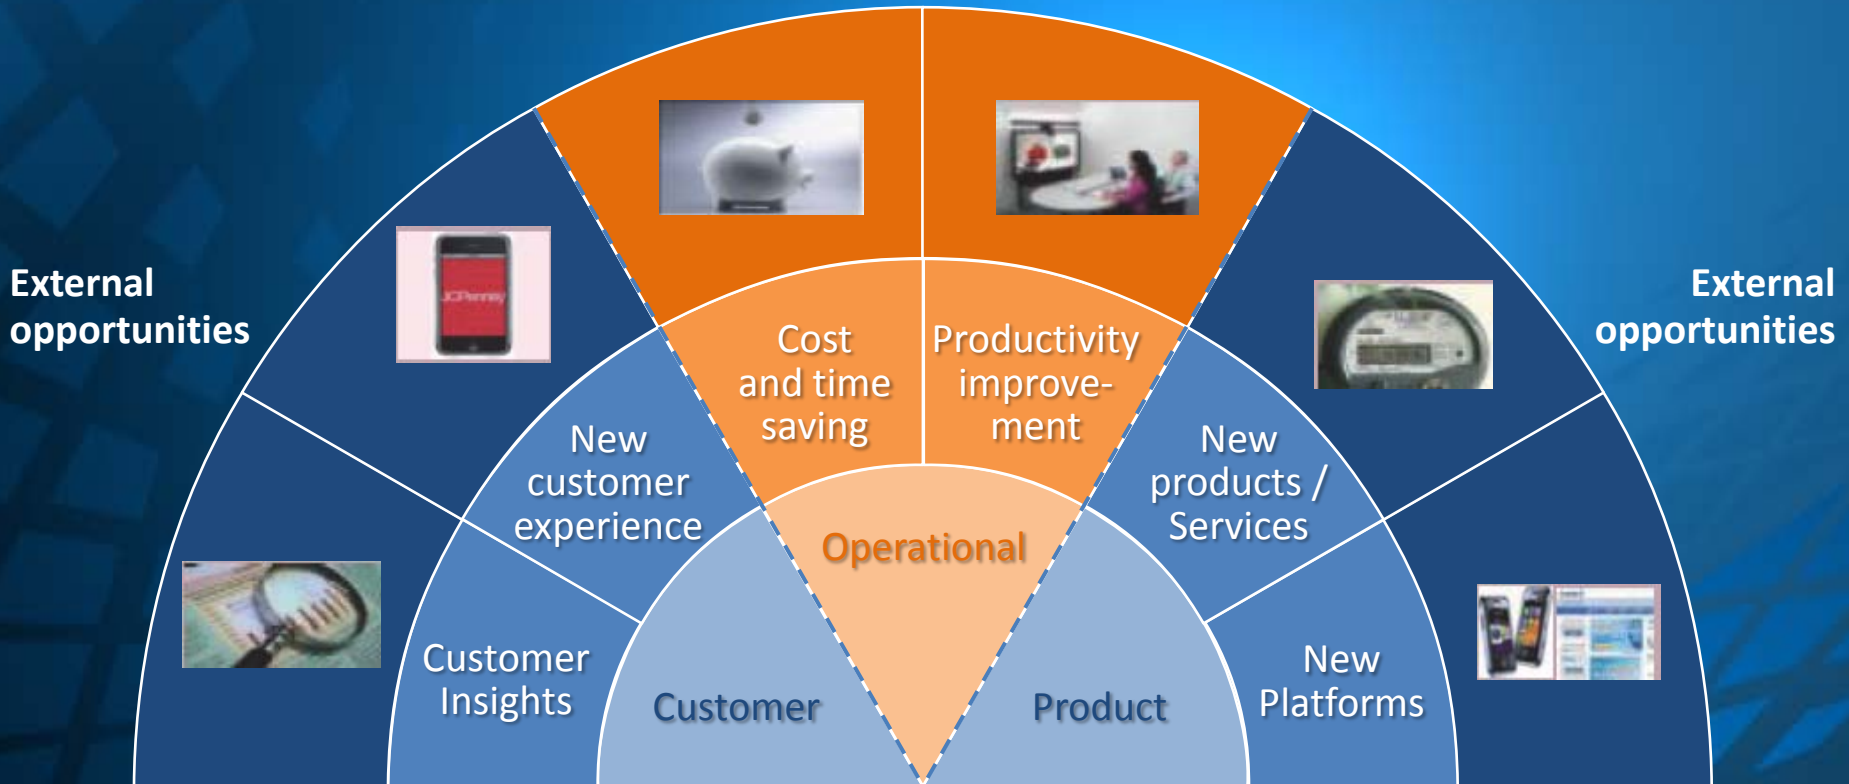 External
opportunities
External
opportunities
JCPenney
Cost
and time
saving
Productivity
improve-
ment
New
customer
experience
New
products /
Services
Operational
Customer
Insights
Customer
Product
New
Platforms